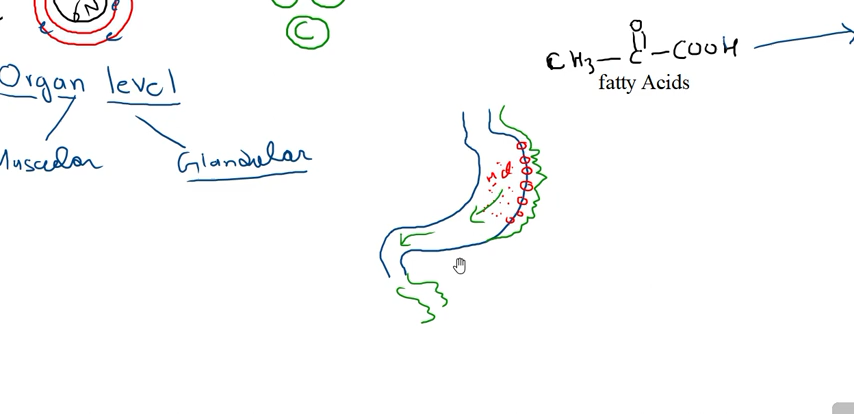 N
C
O
CH3—C—COOH
fatty Acids
Organ level
Muscular
Glandular